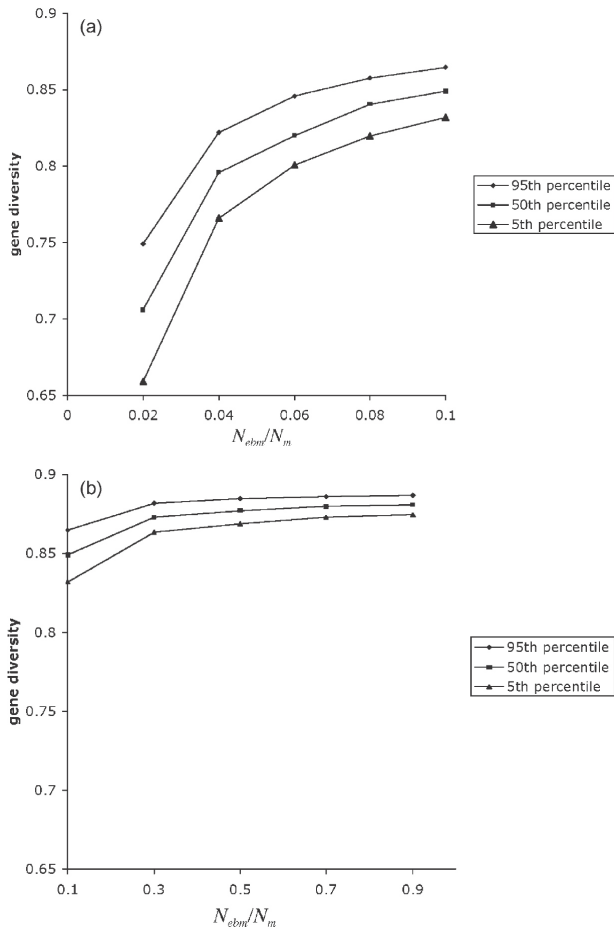 (a)
0.9
0.85
0.8
0.75
0.7
0.65
gene diversity
0 0.02 0.04 0.06 0.08 0.1
Nebm/Nm
95th percentile
50th percentile
5th percentile
(b)
0.9
0.85
0.8
0.75
0.7
0.65
gene diversity
0.1 0.3 0.5 0.7 0.9
Nebm/Nm
95th percentile
50th percentile
5th percentile